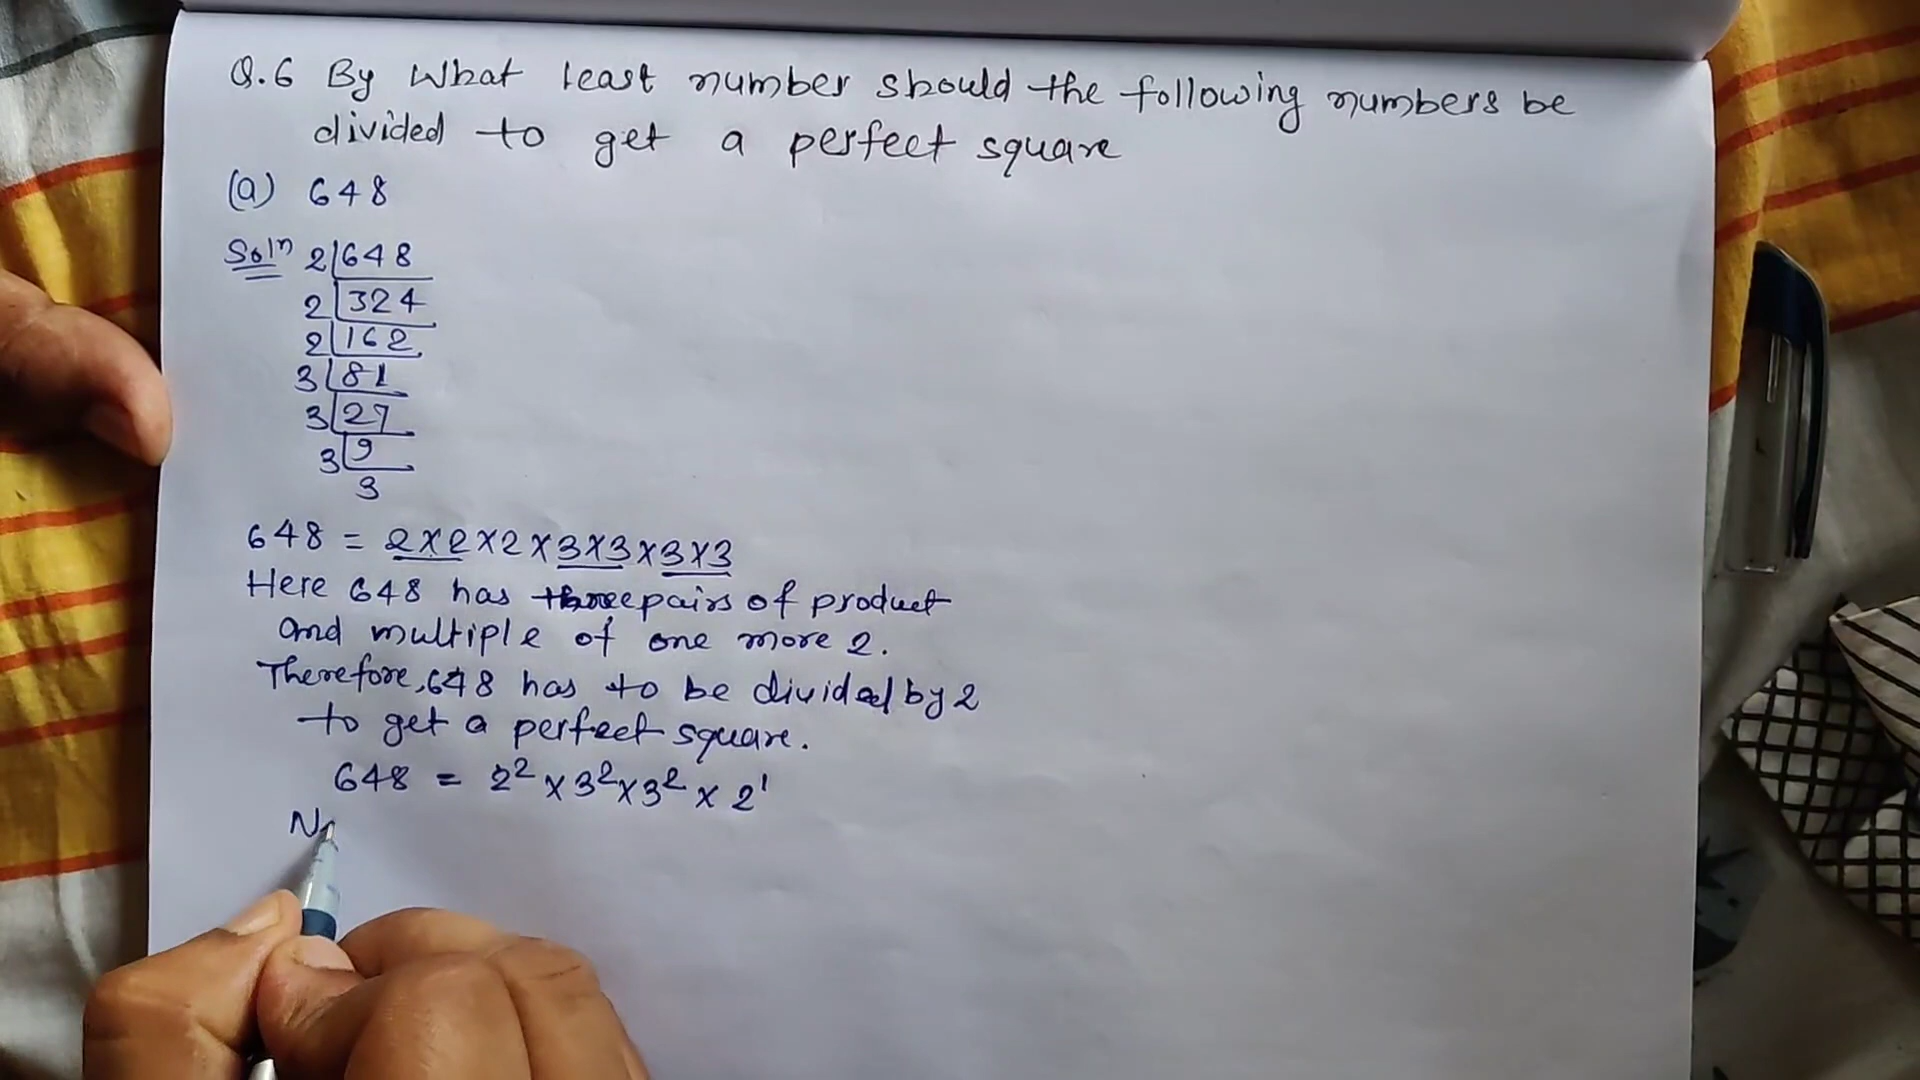 Q.6 By What least number should the following numbers be
divided to get a perfect square
(a) 648
Soln 2|648
2|324
2|162
3|81
3|27
3|9
3
648 = 2×2×2×3×3×3×3
Here 648 has three pairs of product
and multiple of one more 2.
Therefore, 648 has to be divided by 2
to get a perfect square.
648 = 2² × 3² × 3² × 2¹
No